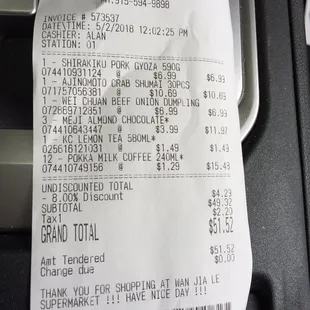 915-594-9898
INVOICE # 573537
DATE\TIME: 5/2/2018 12:02:25 PM
CASHIER: ALAN
STATION: 01
1 - SHIRAKIKU PORK GYOZA 590G
074410931124 @ $6.99 $6.99
1 - AJINOMOTO CRAB SHUMAI 30PCS
071757056381 @ $10.69 $10.69
1 - WEI CHUAN BEEF ONION DUMPLING
072869712851 @ $6.99 $6.99
3 - MEJI ALMOND CHOCOLATE*
074410643447 @ $3.99 $11.97
1 - KC LEMON TEA 580ML*
025616121031 @ $1.49 $1.49
12 - POKKA MILK COFFEE 240ML*
074410749156 @ $1.29 $15.48
UNDISCOUNTED TOTAL
- 8.00% Discount $4.29
SUBTOTAL $49.32
Tax1 $2.20
GRAND TOTAL $51.52
Amt Tendered $51.52
Change due $0.00
THANK YOU FOR SHOPPING AT WAN JIA LE
SUPERMARKET !!! HAVE NICE DAY !!!